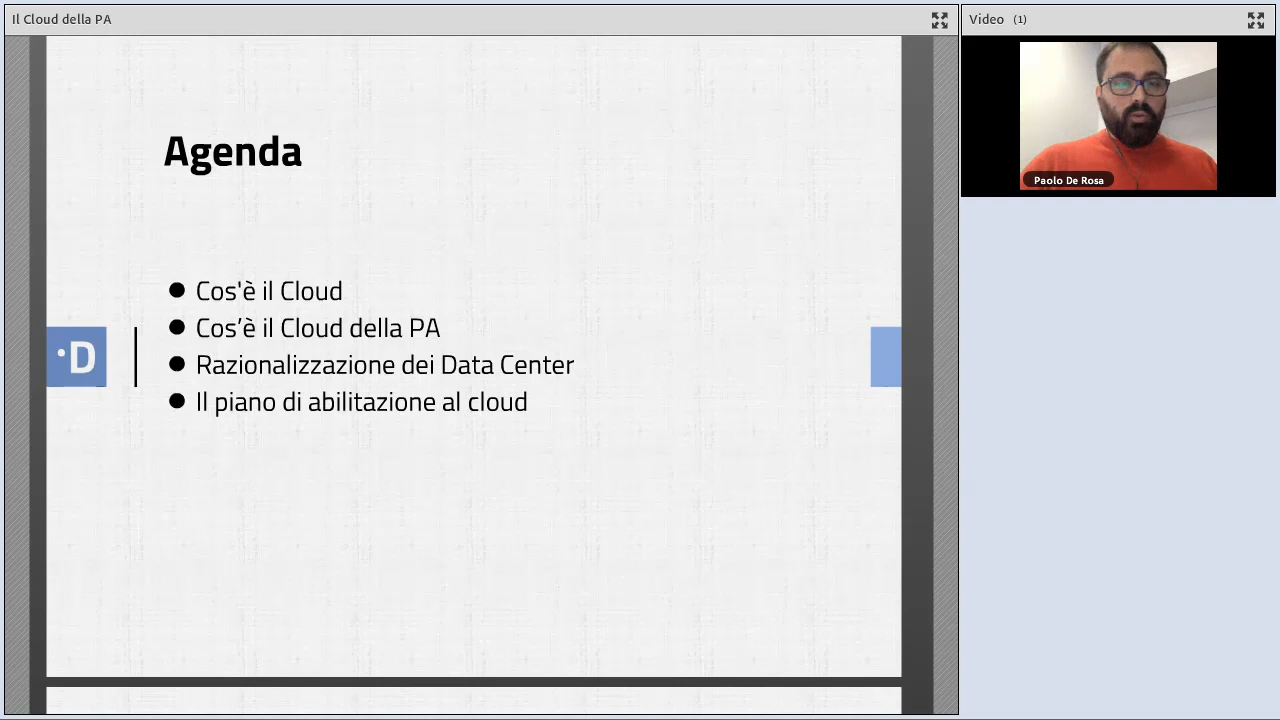 Il Cloud della PA
Video (1)
Paolo De Rosa
Agenda
● Cos'è il Cloud
● Cos’è il Cloud della PA
● Razionalizzazione dei Data Center
● Il piano di abilitazione al cloud
·D